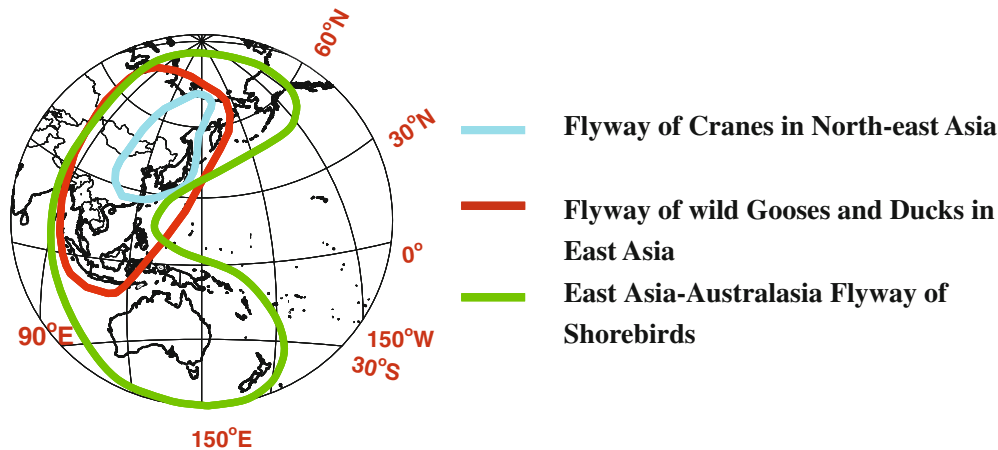 60°N
30°N
0°
90°E
150°W
30°S
150°E
Flyway of Cranes in North-east Asia
Flyway of wild Gooses and Ducks in
East Asia
East Asia-Australasia Flyway of
Shorebirds